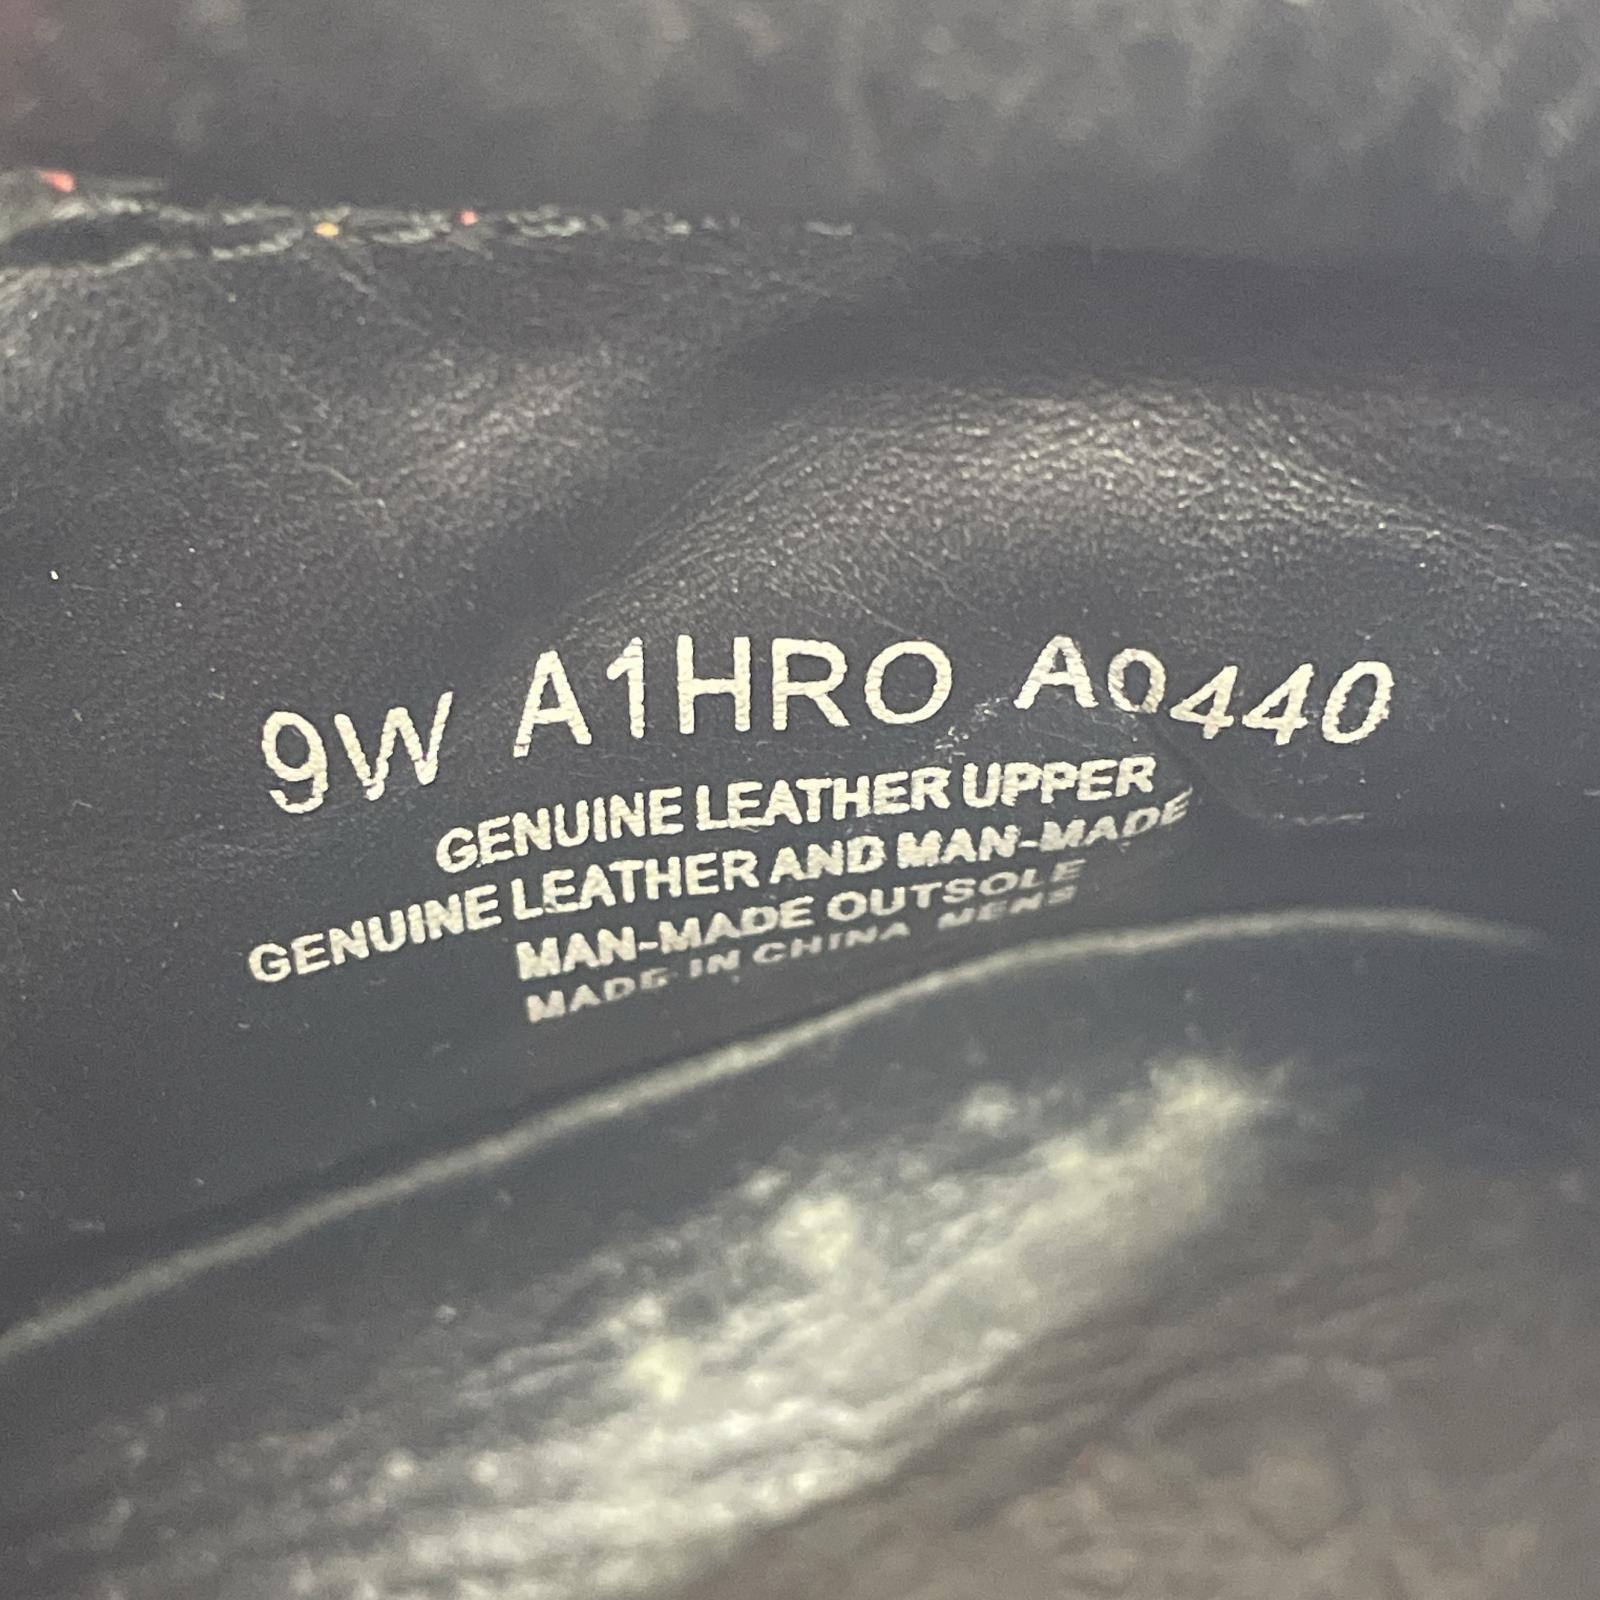 9W A1HRO A0440
GENUINE LEATHER UPPER
GENUINE LEATHER AND MAN-MADE
MAN-MADE OUTSOLE
MADE IN CHINA MENS